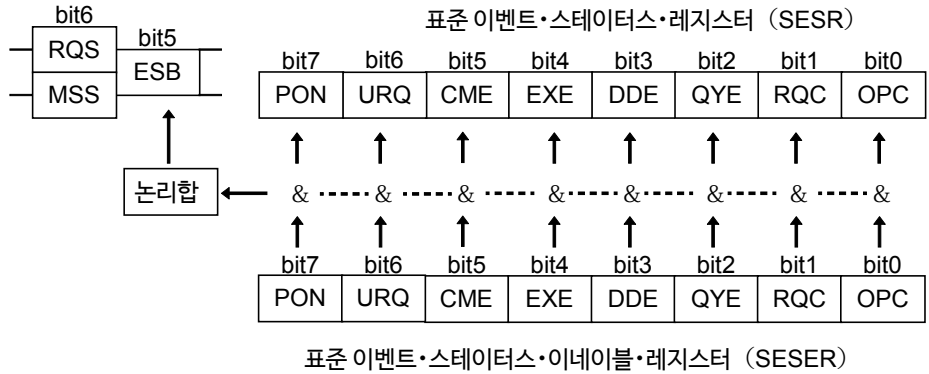 bit6
표준 이벤트･스테이터스･레지스터（SESR）
RQS
bit5
MSS
ESB
bit7 bit6 bit5 bit4 bit3 bit2 bit1 bit0
PON URQ CME EXE DDE QYE RQC OPC
논리합
& & & & & & & &
bit7 bit6 bit5 bit4 bit3 bit2 bit1 bit0
PON URQ CME EXE DDE QYE RQC OPC
표준 이벤트･스테이터스･이네이블･레지스터（SESER）